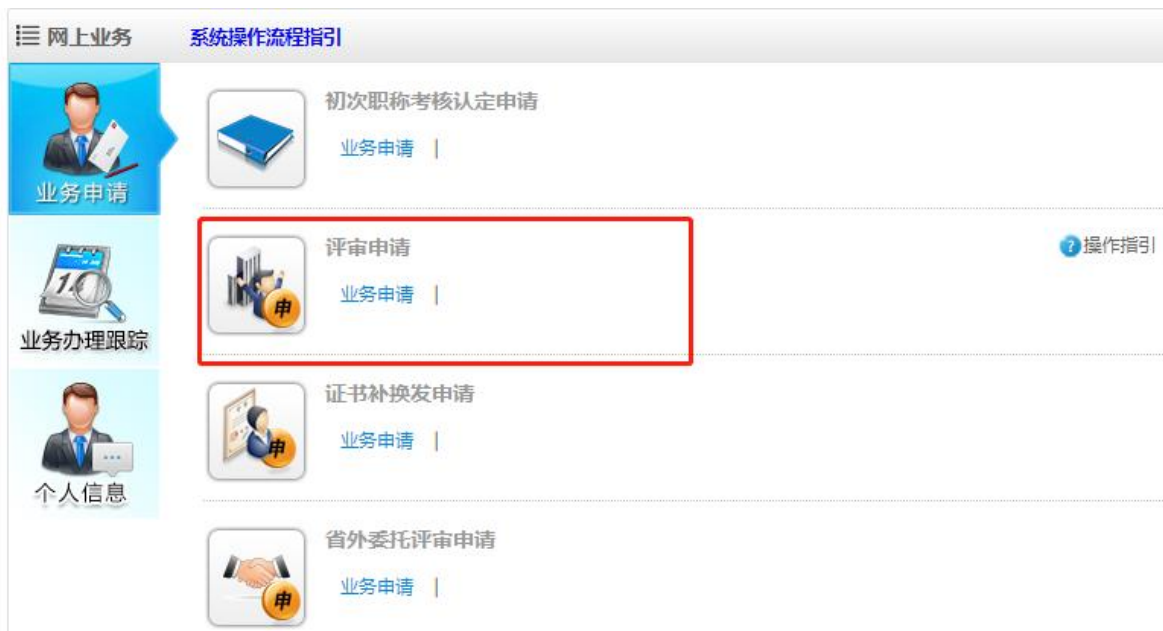 网上业务 系统操作流程指引
业务申请
业务办理跟踪
个人信息
初次职称考核认定申请
业务申请 |
评审申请
操作指引
业务申请 |
申
证书补换发申请
业务申请 |
申
省外委托评审申请
业务申请 |
申